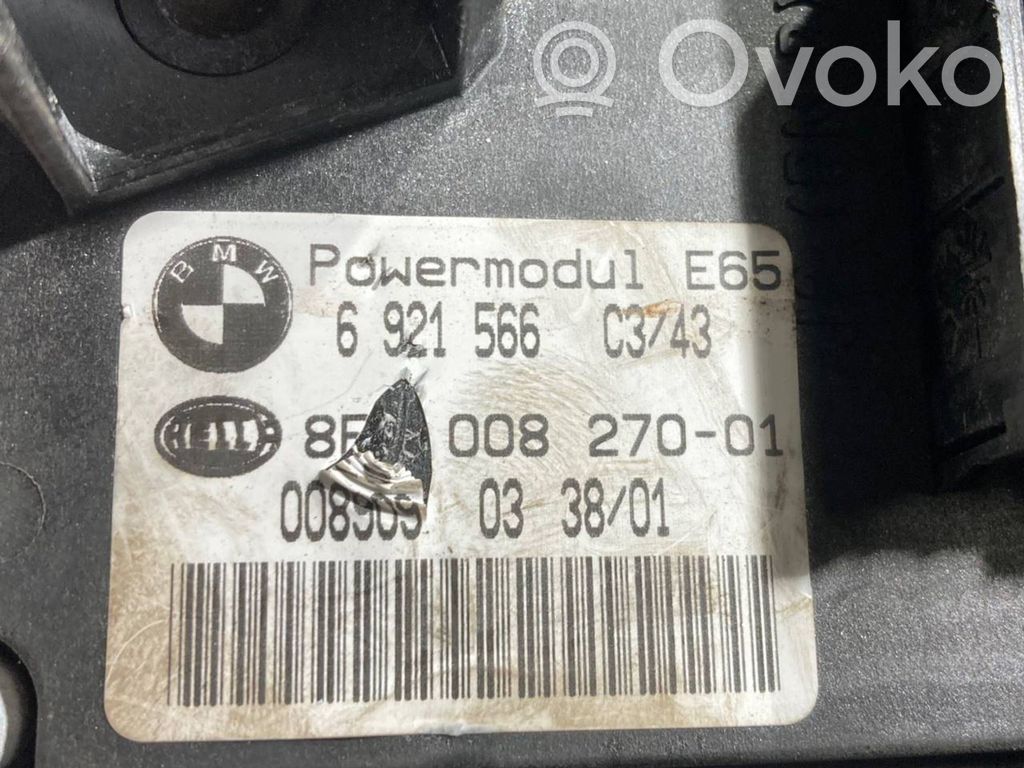 Ovoko
BMW
Powermodul E65
6 921 566 C3/43
HELLA
008 270-01
03 38/01